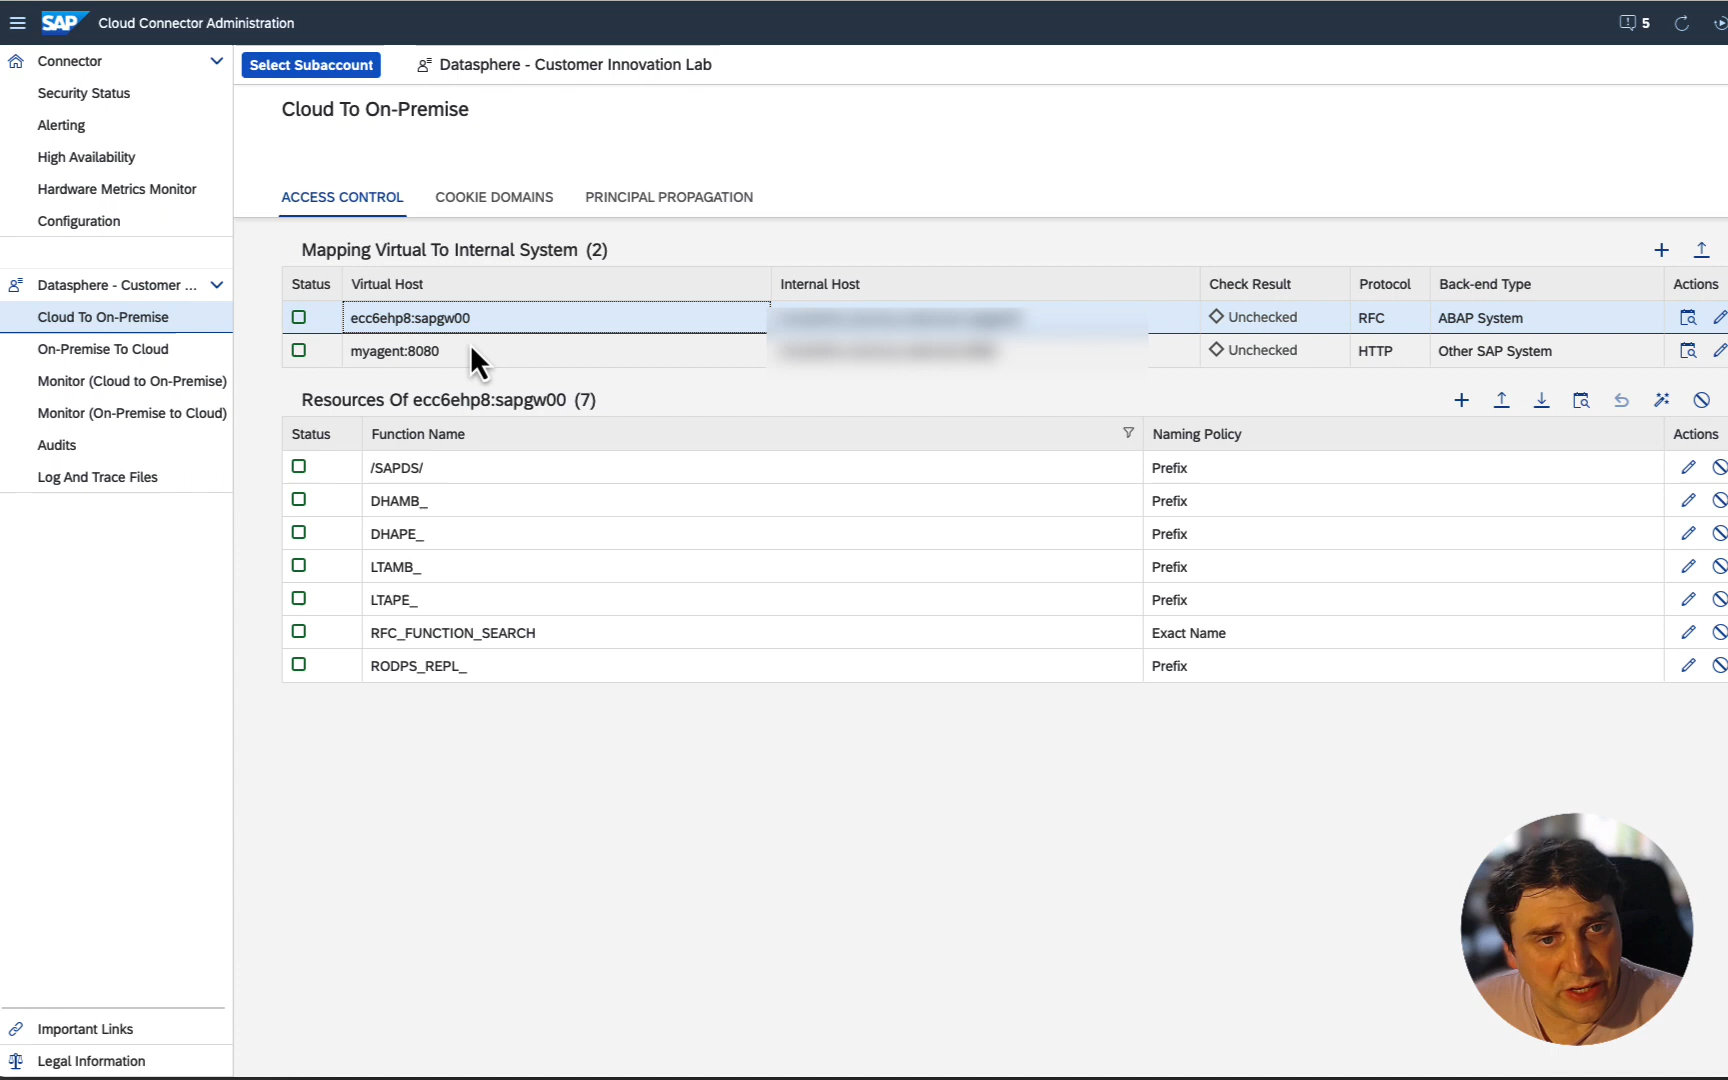 SAP Cloud Connector Administration 5
Connector
Security Status
Alerting
High Availability
Hardware Metrics Monitor
Configuration
Datasphere - Customer ...
Cloud To On-Premise
On-Premise To Cloud
Monitor (Cloud to On-Premise)
Monitor (On-Premise to Cloud)
Audits
Log And Trace Files
Important Links
Legal Information
Select Subaccount Datasphere - Customer Innovation Lab
Cloud To On-Premise
ACCESS CONTROL COOKIE DOMAINS PRINCIPAL PROPAGATION
Mapping Virtual To Internal System (2)
Status Virtual Host Internal Host Check Result Protocol Back-end Type Actions
ecc6ehp8:sapgw00 Unchecked RFC ABAP System
myagent:8080 Unchecked HTTP Other SAP System
Resources Of ecc6ehp8:sapgw00 (7)
Status Function Name Naming Policy Actions
/SAPDS/ Prefix
DHAMB_ Prefix
DHAPE_ Prefix
LTAMB_ Prefix
LTAPE_ Prefix
RFC_FUNCTION_SEARCH Exact Name
RODPS_REPL_ Prefix